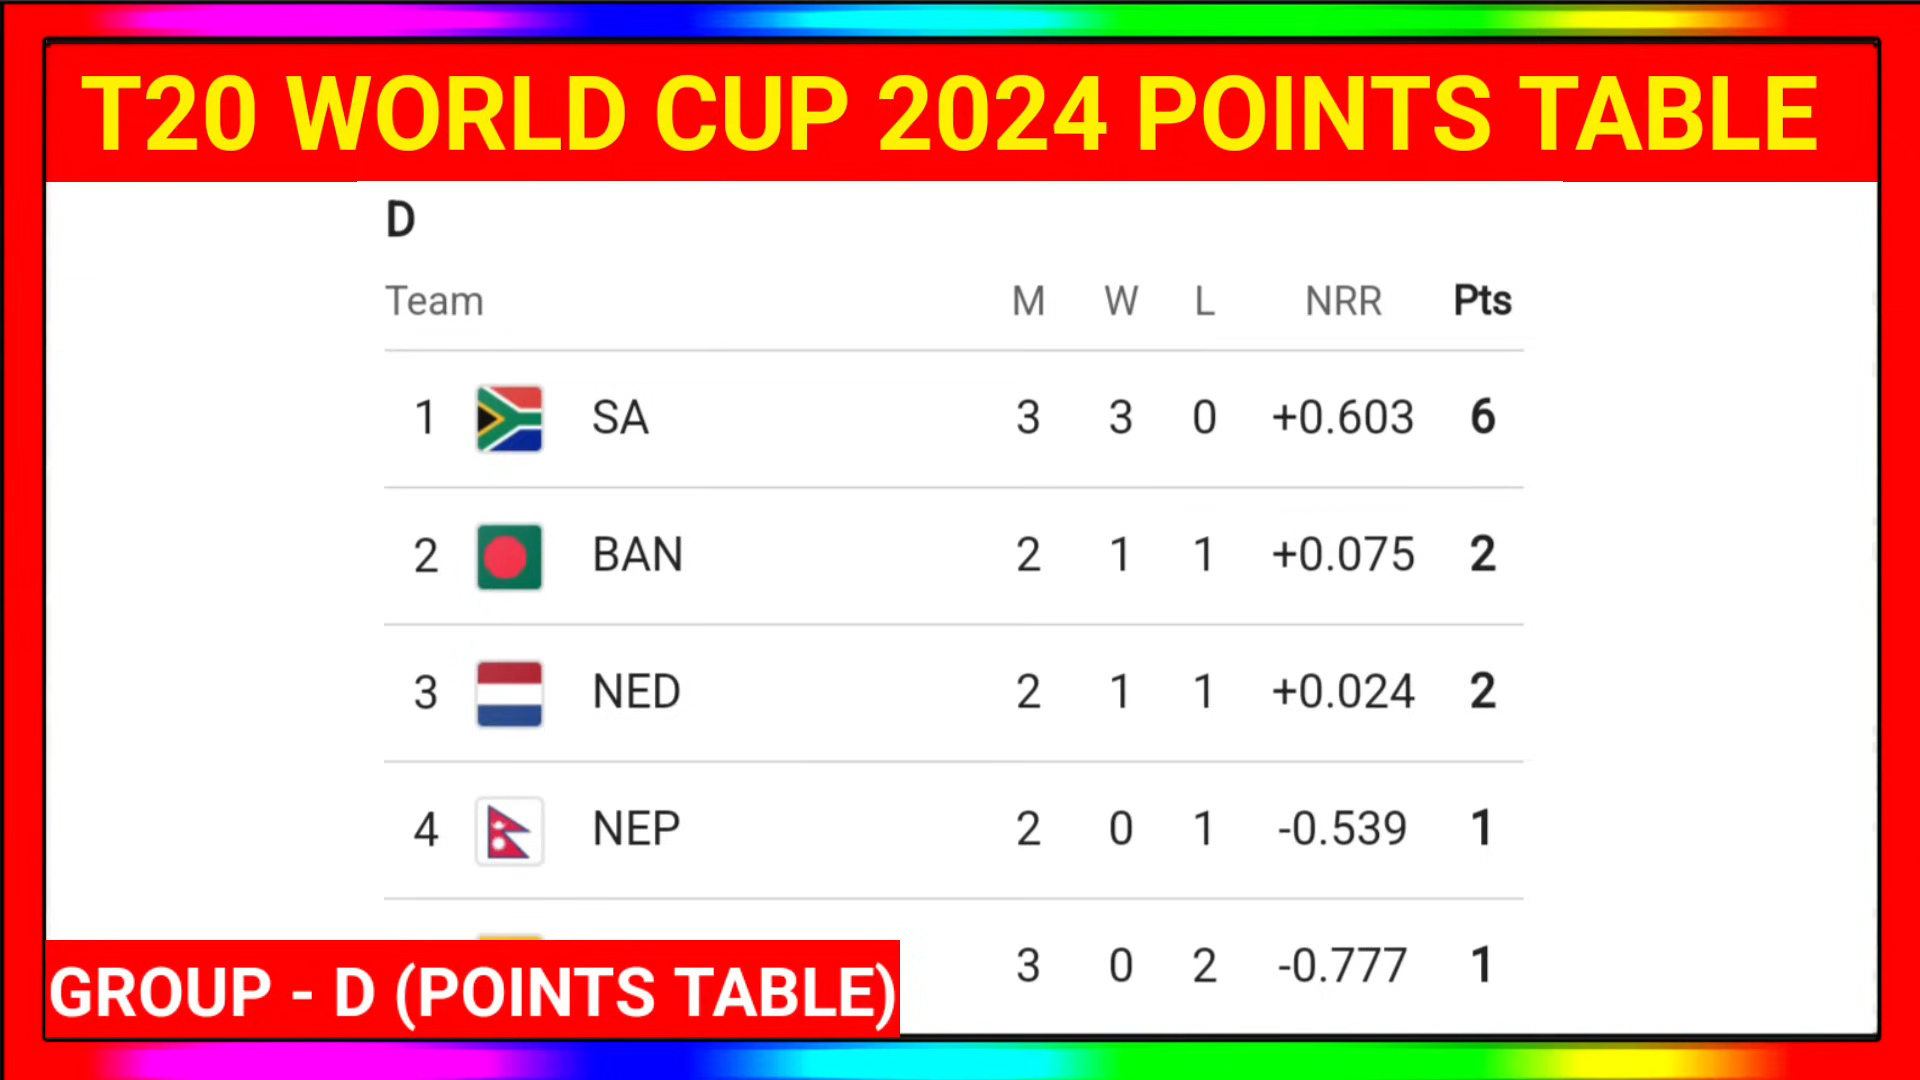 T20 WORLD CUP 2024 POINTS TABLE
D
Team M W L NRR Pts
1 SA 3 3 0 +0.603 6
2 BAN 2 1 1 +0.075 2
3 NED 2 1 1 +0.024 2
4 NEP 2 0 1 -0.539 1
3 0 2 -0.777 1
GROUP - D (POINTS TABLE)